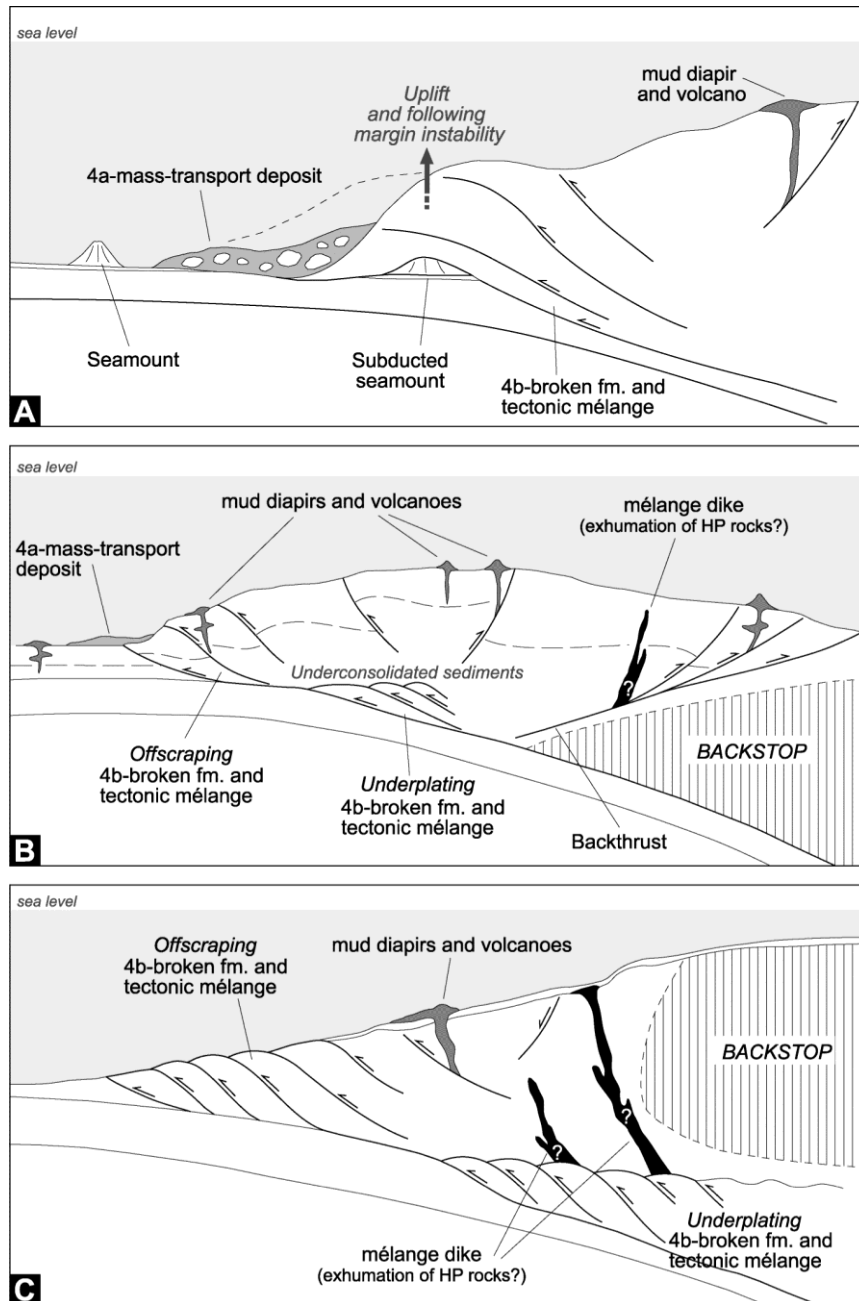 sea level
mud diapir
and volcano
Uplift
and following
margin instability
4a-mass-transport deposit
Seamount
Subducted
seamount
4b-broken fm. and
tectonic mélange
A
sea level
mud diapirs and volcanoes
mélange dike
(exhumation of HP rocks?)
4a-mass-transport
deposit
Underconsolidated sediments
?
BACKSTOP
Offscraping
4b-broken fm. and
tectonic mélange
Underplating
4b-broken fm. and
tectonic mélange
Backthrust
B
sea level
Offscraping
4b-broken fm. and
tectonic mélange
mud diapirs and volcanoes
BACKSTOP
?
?
Underplating
4b-broken fm. and
tectonic mélange
mélange dike
(exhumation of HP rocks?)
C